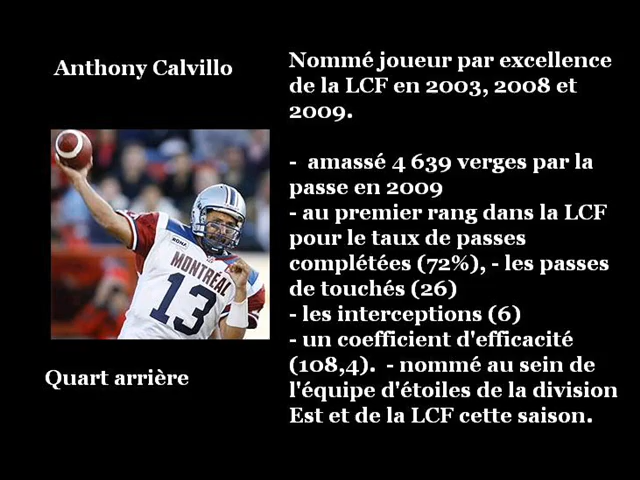 Anthony Calvillo
MONTRÉAL
13
Quart arrière
Nommé joueur par excellence
de la LCF en 2003, 2008 et
2009.
-  amassé 4 639 verges par la
passe en 2009
- au premier rang dans la LCF
pour le taux de passes
complétées (72%), - les passes
de touchés (26)
- les interceptions (6)
- un coefficient d'efficacité
(108,4).  - nommé au sein de
l'équipe d'étoiles de la division
Est et de la LCF cette saison.